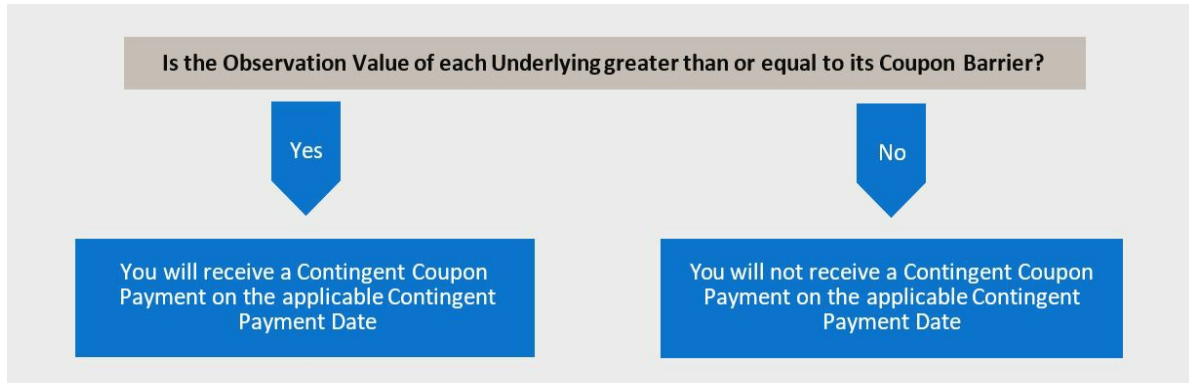 Is the Observation Value of each Underlying greater than or equal to its Coupon Barrier?
Yes
No
You will receive a Contingent Coupon
Payment on the applicable Contingent
Payment Date
You will not receive a Contingent Coupon
Payment on the applicable Contingent
Payment Date